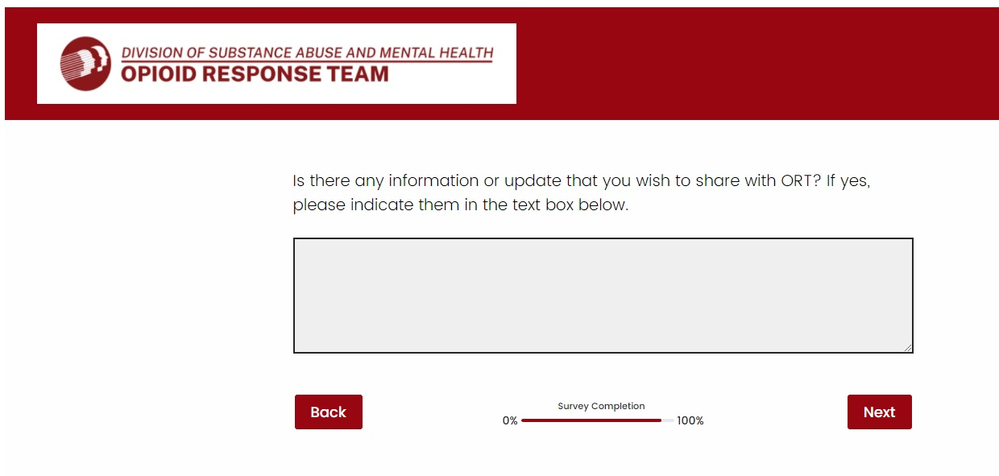 DIVISION OF SUBSTANCE ABUSE AND MENTAL HEALTH
OPIOID RESPONSE TEAM
Is there any information or update that you wish to share with ORT? If yes,
please indicate them in the text box below.
Back
Survey Completion
0% 100%
Next